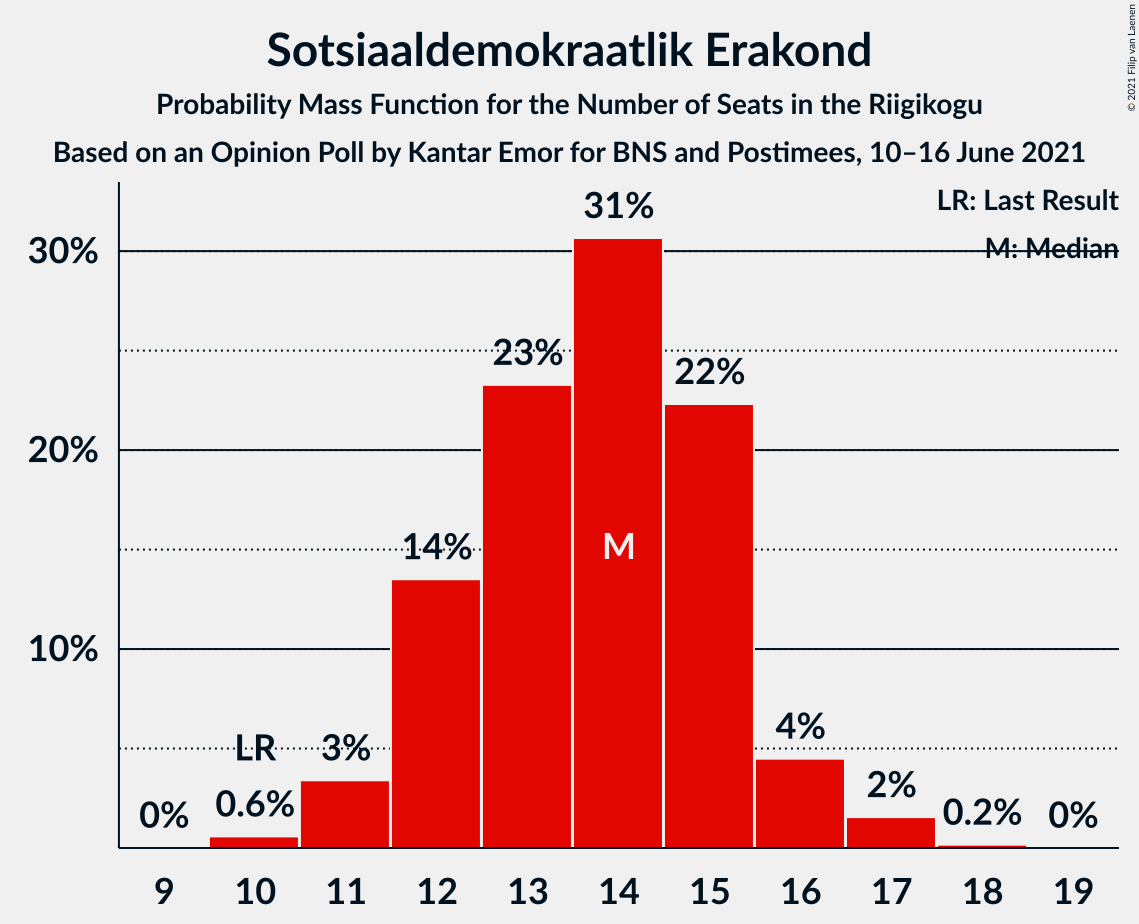 Sotsiaaldemokraatlik Erakond
Probability Mass Function for the Number of Seats in the Riigikogu
Based on an Opinion Poll by Kantar Emor for BNS and Postimees, 10–16 June 2021
© 2021 Filip van Laenen
LR: Last Result
M: Median
30%
20%
10%
0%
LR
0.6%
3%
14%
23%
31%
M
22%
4%
2%
0.2%
0%
9 10 11 12 13 14 15 16 17 18 19